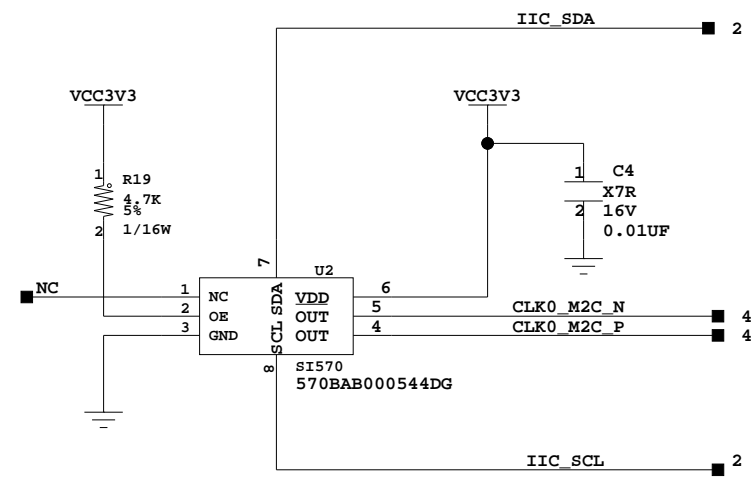 IIC_SDA 2
VCC3V3 VCC3V3
1 R19
4.7K
5%
2 1/16W
1 C4
X7R
2 16V
0.01UF
7 U2
NC 1 NC SDA VDD 6
2 OE OUT 5 CLK0_M2C_N 4
3 GND SCL OUT 4 CLK0_M2C_P 4
8 SI570
570BAB000544DG
IIC_SCL 2